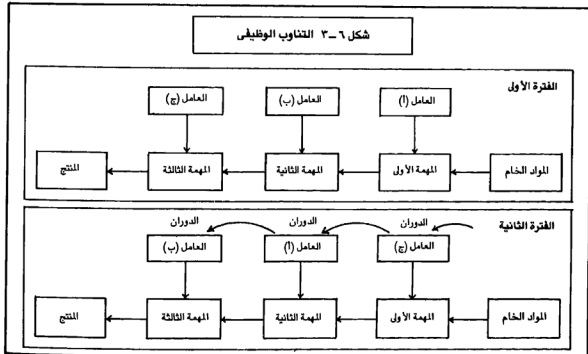 شكل ٦-٣ التناوب الوظيفى
الفترة الأولى
العامل (أ) العامل (ب) العامل (ج)
المواد الخام المهمة الأولى المهمة الثانية المهمة الثالثة المنتج
الفترة الثانية
الدوران الدوران الدوران
العامل (ج) العامل (أ) العامل (ب)
المواد الخام المهمة الأولى المهمة الثانية المهمة الثالثة المنتج